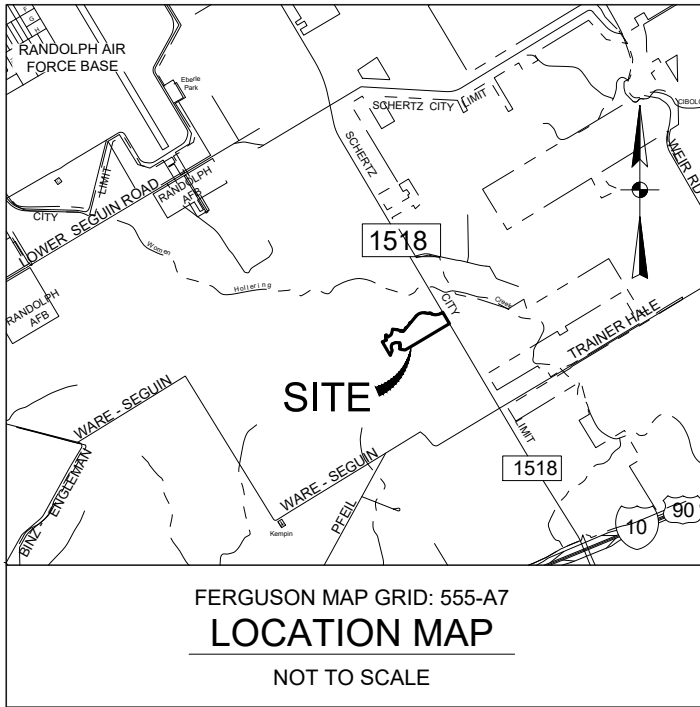 F
G
H
RANDOLPH AIR
FORCE BASE
Eberle
Park
SCHERTZ CITY LIMIT
CIBOLO
SCHERTZ
WEIR
LIMIT
CITY
LOWER SEGUIN ROAD
RANDOLPH
AFB
1518
Women
Hollering
Creek
CITY
RANDOLPH
AFB
TRAINER HALE
SITE
WARE - SEGUIN
LIMIT
WARE - SEGUIN
1518
BINZ - ENGLEMAN
PFEIL
Kempin
10
90
FERGUSON MAP GRID: 555-A7
LOCATION MAP
NOT TO SCALE